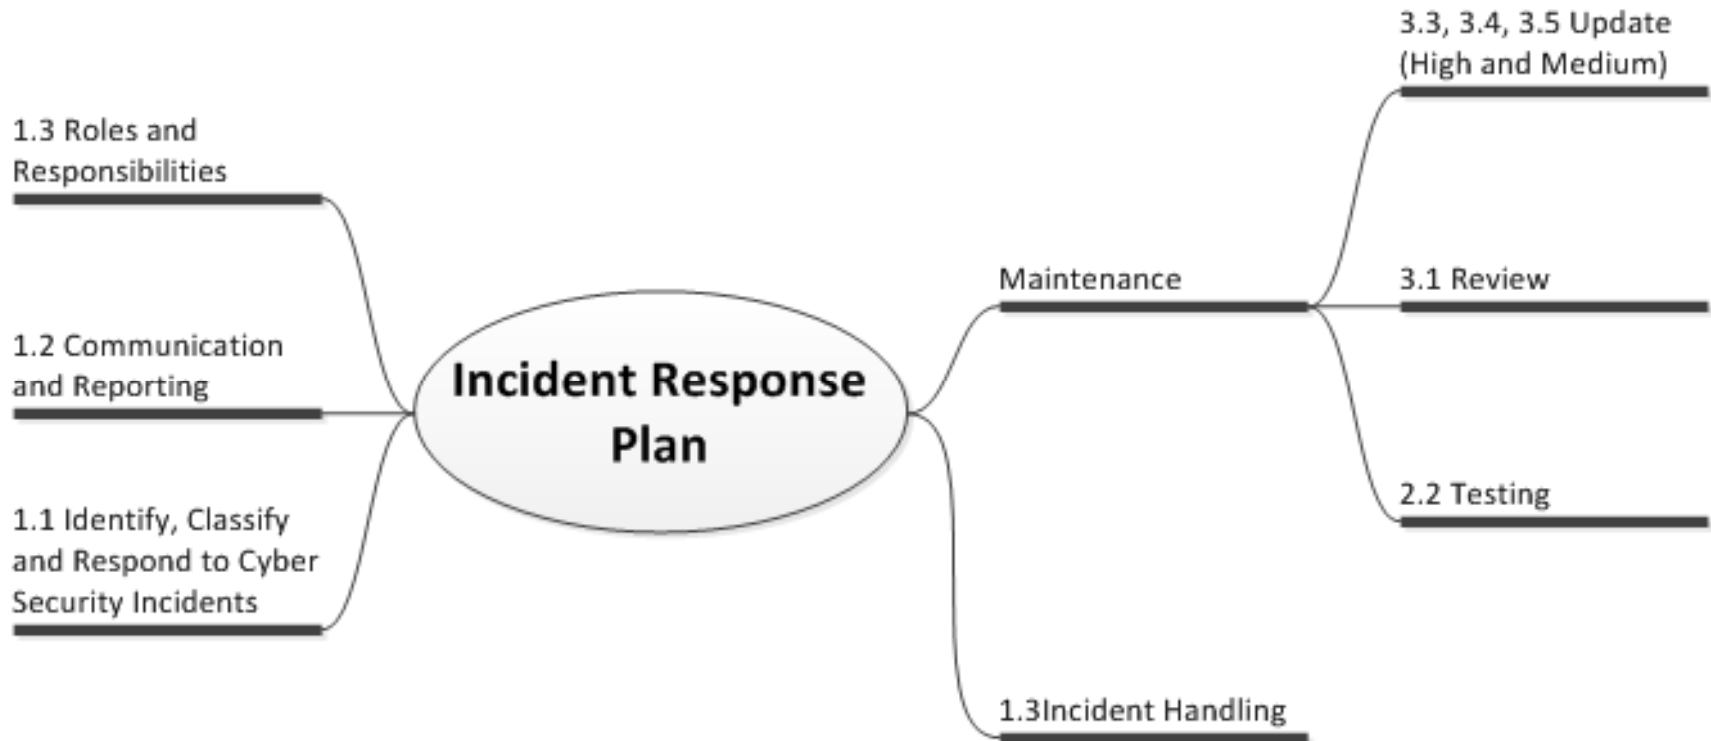 1.3 Roles and
Responsibilities
1.2 Communication
and Reporting
1.1 Identify, Classify
and Respond to Cyber
Security Incidents
Incident Response
Plan
Maintenance
3.3, 3.4, 3.5 Update
(High and Medium)
3.1 Review
2.2 Testing
1.3Incident Handling